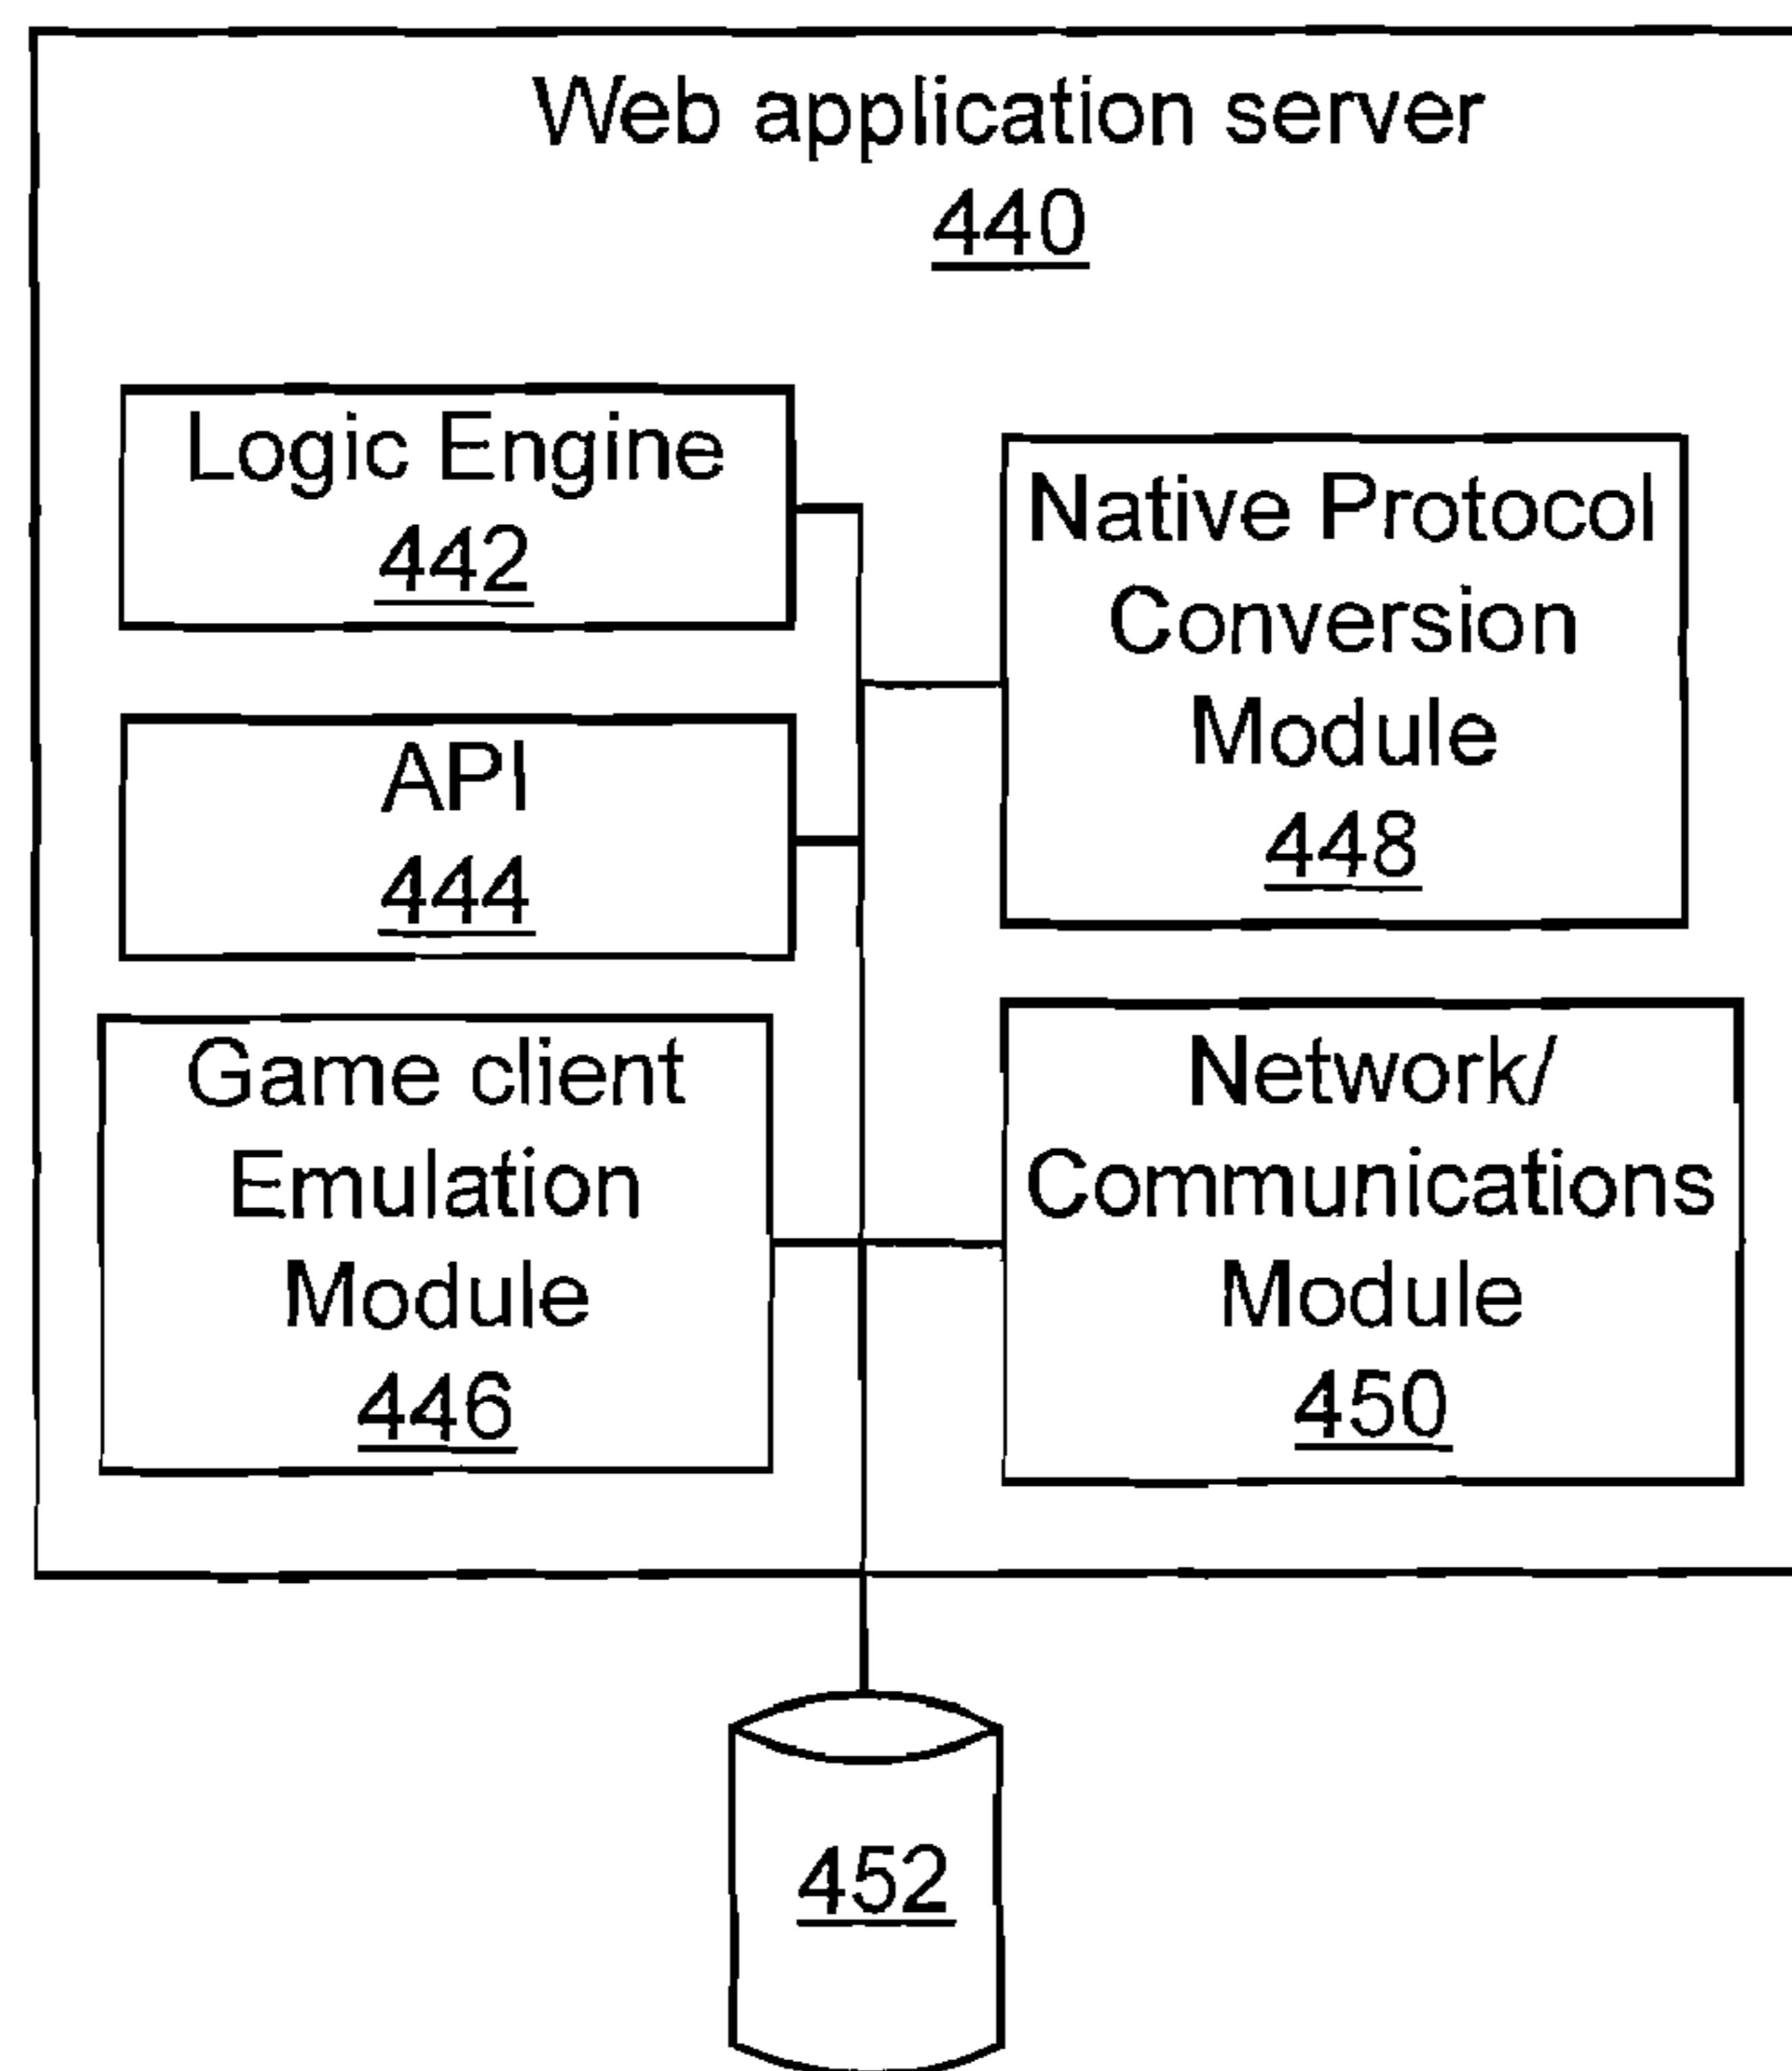 Web application server
440
Logic Engine
442
API
444
Game client
Emulation
Module
446
Native Protocol
Conversion
Module
448
Network/
Communications
Module
450
452